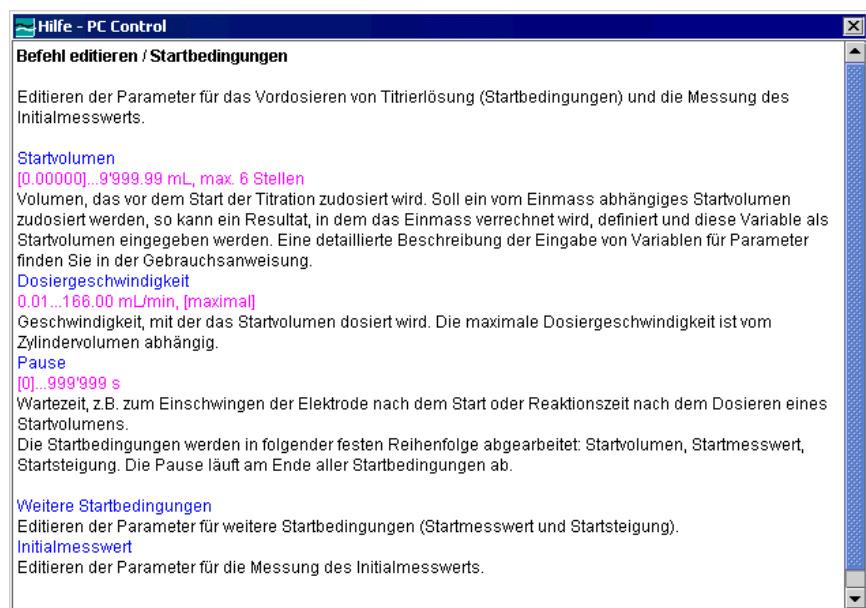 Hilfe - PC Control
Befehl editieren / Startbedingungen
Editieren der Parameter für das Vordosieren von Titrierlösung (Startbedingungen) und die Messung des
Initialmesswerts.
Startvolumen
[0.00000]...9'999.99 mL, max. 6 Stellen
Volumen, das vor dem Start der Titration zudosiert wird. Soll ein vom Einmass abhängiges Startvolumen
zudosiert werden, so kann ein Resultat, in dem das Einmass verrechnet wird, definiert und diese Variable als
Startvolumen eingegeben werden. Eine detaillierte Beschreibung der Eingabe von Variablen für Parameter
finden Sie in der Gebrauchsanweisung.
Dosiergeschwindigkeit
0.01...166.00 mL/min, [maximal]
Geschwindigkeit, mit der das Startvolumen dosiert wird. Die maximale Dosiergeschwindigkeit ist vom
Zylindervolumen abhängig.
Pause
[0]...999'999 s
Wartezeit, z.B. zum Einschwingen der Elektrode nach dem Start oder Reaktionszeit nach dem Dosieren eines
Startvolumens.
Die Startbedingungen werden in folgender festen Reihenfolge abgearbeitet: Startvolumen, Startmesswert,
Startsteigung. Die Pause läuft am Ende aller Startbedingungen ab.
Weitere Startbedingungen
Editieren der Parameter für weitere Startbedingungen (Startmesswert und Startsteigung).
Initialmesswert
Editieren der Parameter für die Messung des Initialmesswerts.